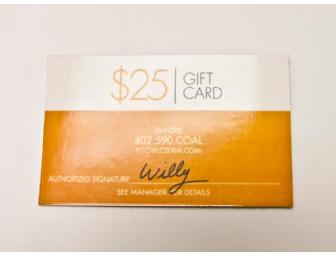 $25 GIFT
CARD
DUNDEE
402.590.COAL
PITCHPIZZERIA.COM
AUTHORIZED SIGNATURE Willy
SEE MANAGER FOR DETAILS